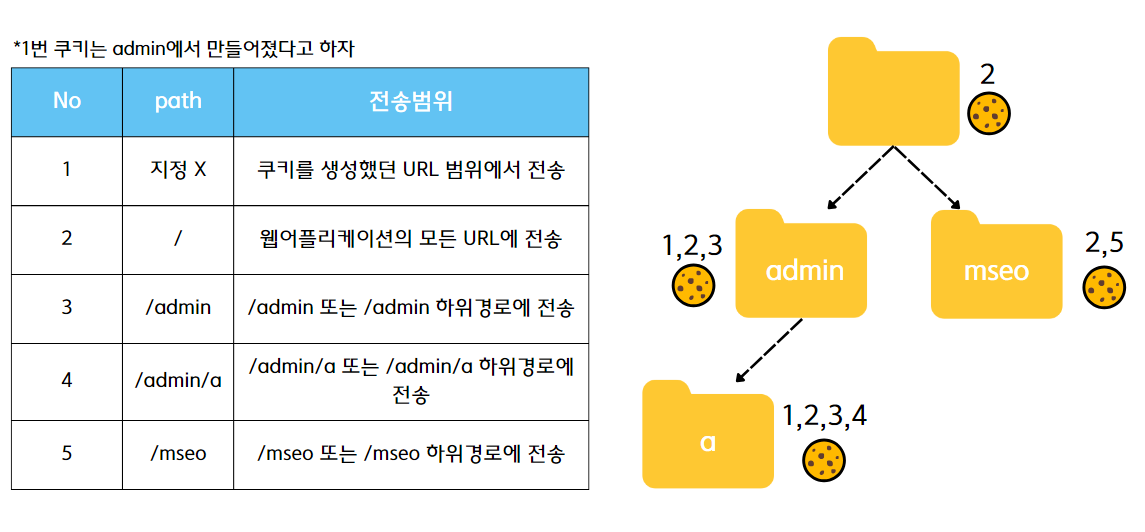 *1번 쿠키는 admin에서 만들어졌다고 하자
No path 전송범위
1 지정 X 쿠키를 생성했던 URL 범위에서 전송
2 / 웹어플리케이션의 모든 URL에 전송
3 /admin /admin 또는 /admin 하위경로에 전송
4 /admin/a /admin/a 또는 /admin/a 하위경로에
전송
5 /mseo /mseo 또는 /mseo 하위경로에 전송
2
1,2,3
admin
mseo
2,5
a
1,2,3,4